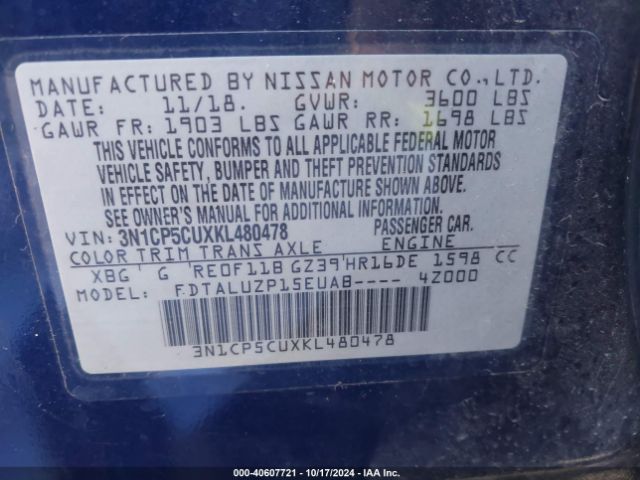 MANUFACTURED BY NISSAN MOTOR CO., LTD.
DATE: 11/18. GVWR: 3600 LBS
GAWR FR: 1903 LBS GAWR RR: 1698 LBS
THIS VEHICLE CONFORMS TO ALL APPLICABLE FEDERAL MOTOR
VEHICLE SAFETY, BUMPER AND THEFT PREVENTION STANDARDS
IN EFFECT ON THE DATE OF MANUFACTURE SHOWN ABOVE.
SEE OWNER'S MANUAL FOR ADDITIONAL INFORMATION.
VIN: 3N1CP5CUXKL480478 PASSENGER CAR.
COLOR TRIM TRANS AXLE ENGINE
XBG G RE0F11B GZ39 HR16DE 1598 CC
MODEL: FDTALUZP15EUAB---- 4Z000
3N1CP5CUXKL480478
000-40607721 | 10/17/2024 | IAA Inc.